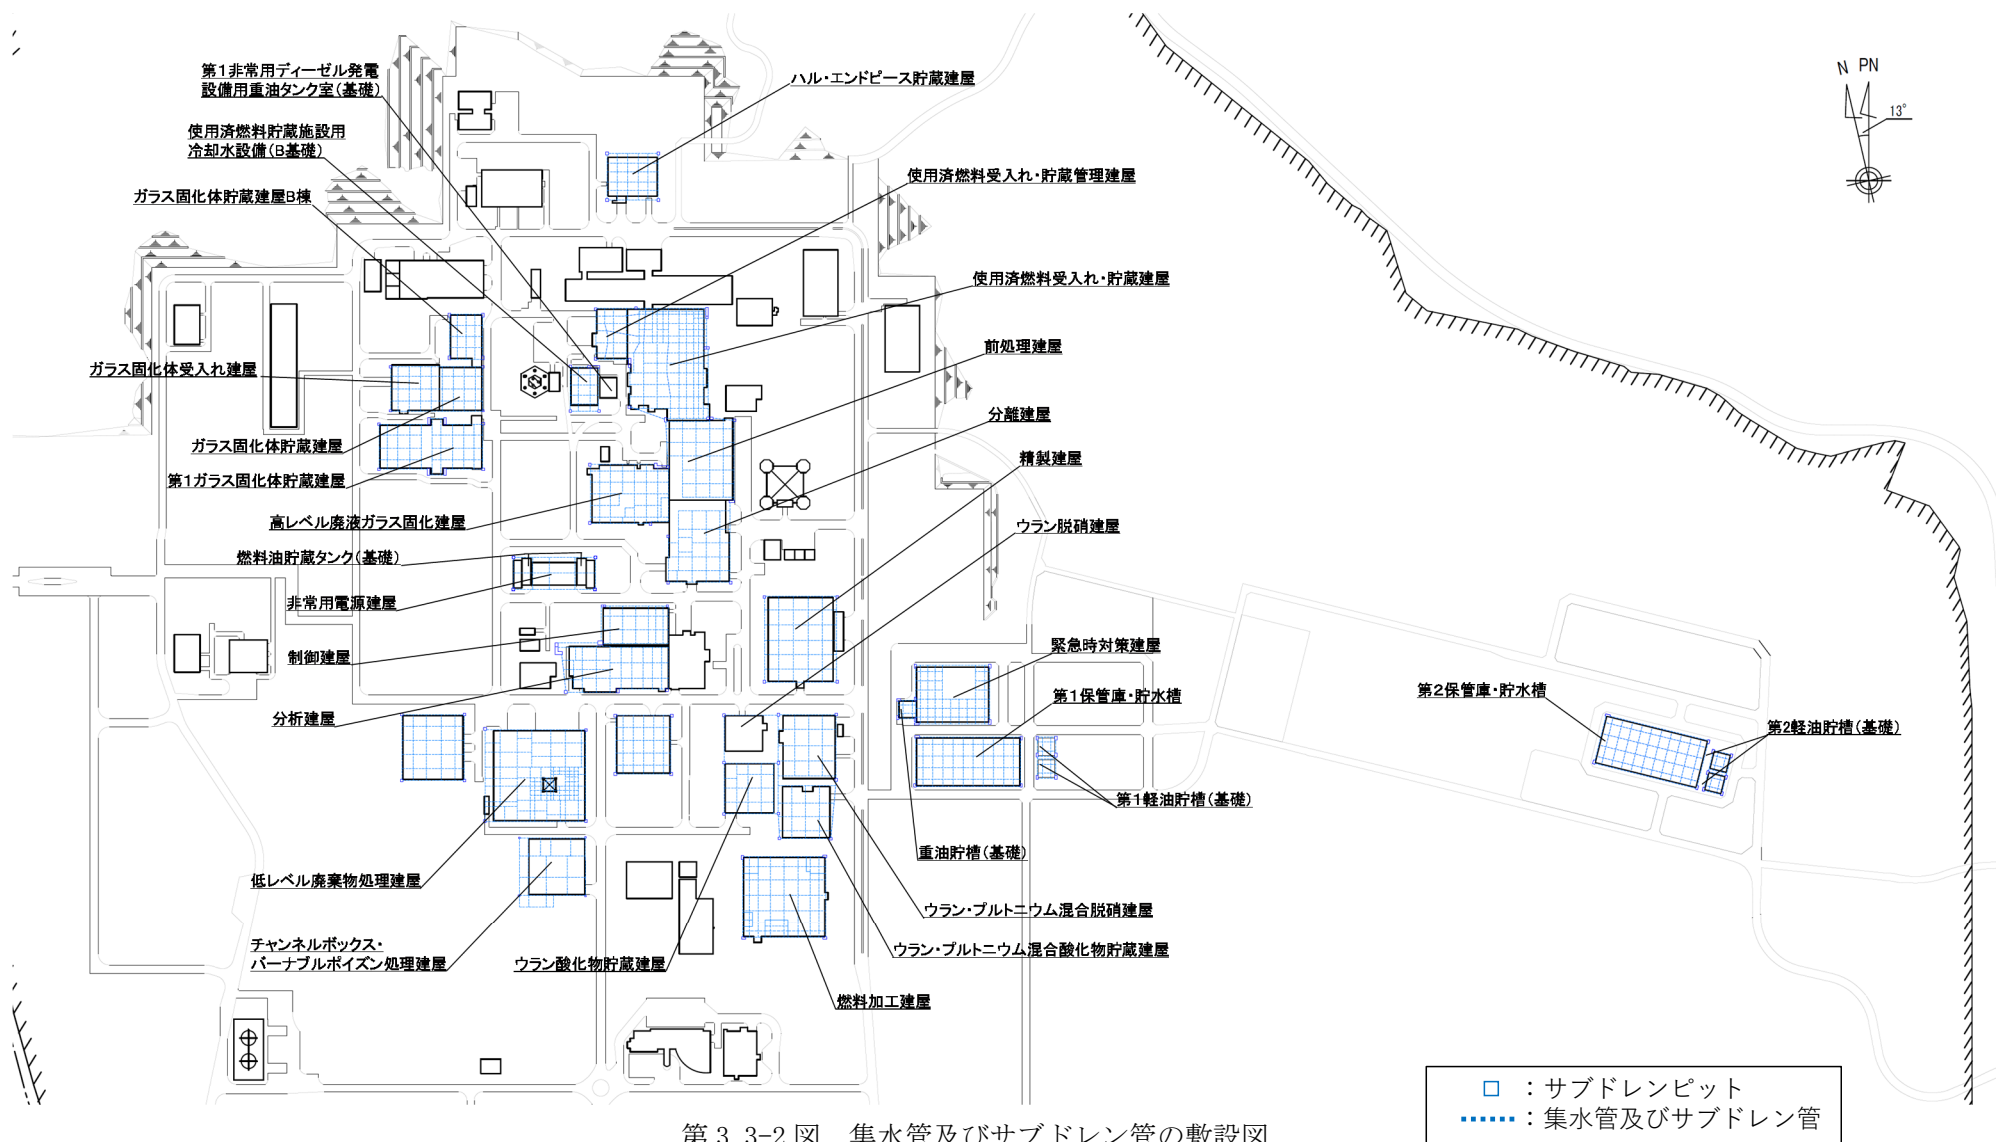 第1非常用ディーゼル発電
設備用重油タンク室(基礎)
使用済燃料貯蔵施設用
冷却水設備(B基礎)
ガラス固化体貯蔵建屋B棟
ハル・エンドピース貯蔵建屋
使用済燃料受入れ・貯蔵管理建屋
使用済燃料受入れ・貯蔵建屋
前処理建屋
分離建屋
精製建屋
ウラン脱硝建屋
ガラス固化体受入れ建屋
ガラス固化体貯蔵建屋
第1ガラス固化体貯蔵建屋
高レベル廃液ガラス固化建屋
燃料油貯蔵タンク(基礎)
非常用電源建屋
制御建屋
分析建屋
緊急時対策建屋
第1保管庫・貯水槽
第2保管庫・貯水槽
第2軽油貯槽(基礎)
第1軽油貯槽(基礎)
重油貯槽(基礎)
低レベル廃棄物処理建屋
チャンネルボックス・
バーナブルポイズン処理建屋
ウラン酸化物貯蔵建屋
ウラン・プルトニウム混合脱硝建屋
ウラン・プルトニウム混合酸化物貯蔵建屋
燃料加工建屋
N PN
13°
□ :サブドレンピット
:集水管及びサブドレン管
第 3.3-2 図 集水管及びサブドレン管の敷設図